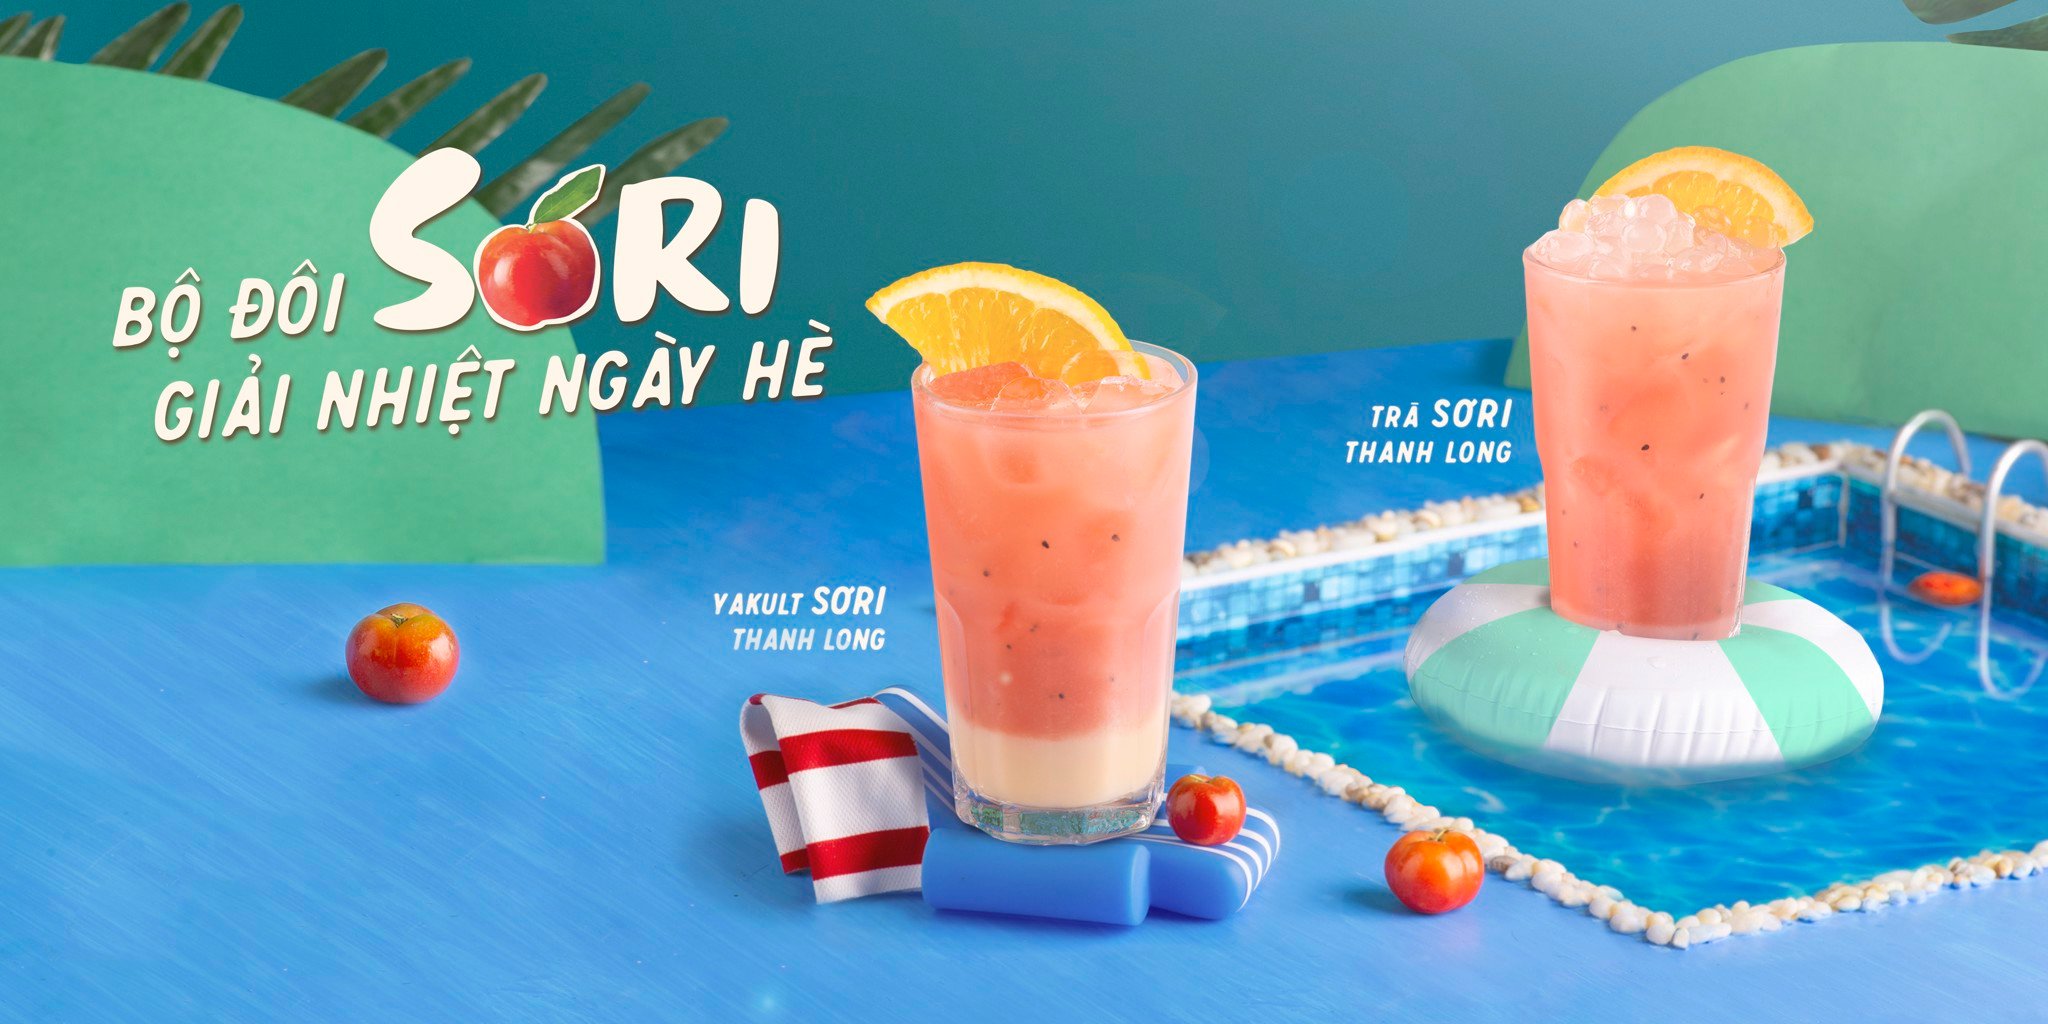 BỘ ĐÔI SƠRI
GIẢI NHIỆT NGÀY HÈ
YAKULT SƠRI
THANH LONG
TRÀ SƠRI
THANH LONG